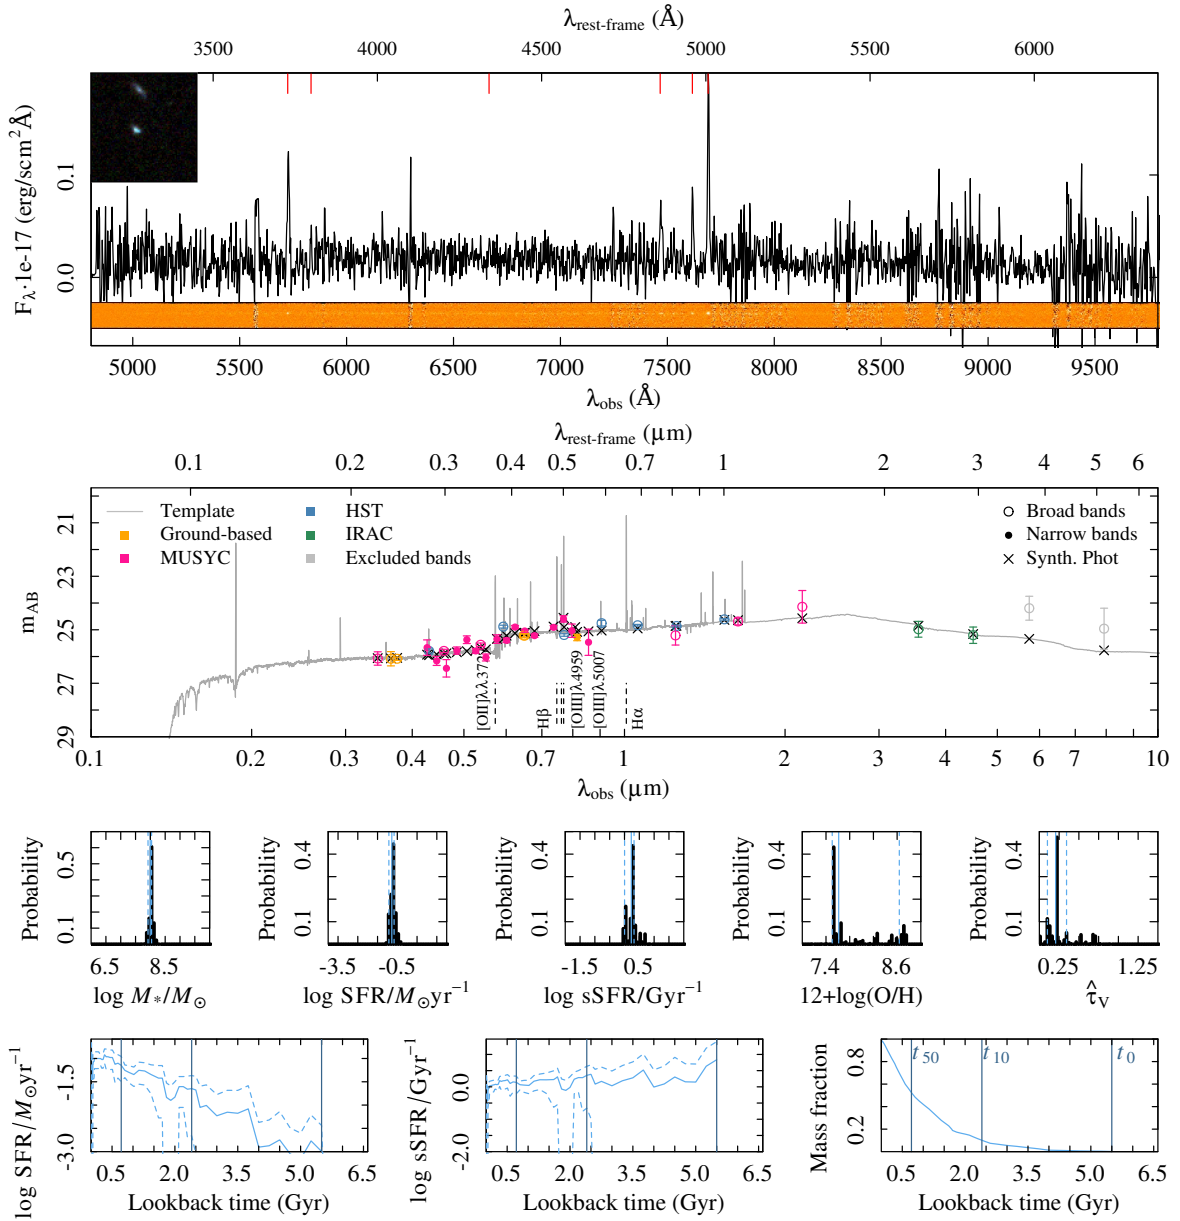 λrest-frame (Å)
3500 4000 4500 5000 5500 6000
Fλ·1e-17 (erg/scm²Å)
0.0 0.1
5000 5500 6000 6500 7000 7500 8000 8500 9000 9500
λobs (Å)
λrest-frame (μm)
0.1 0.2 0.3 0.4 0.5 0.7 1 2 3 4 5 6
mAB
21
23
25
27
29
Template
Ground-based
MUSYC
HST
IRAC
Excluded bands
Broad bands
Narrow bands
Synth. Phot
[OII]λλ372
Hβ
[OIII]λ4959
[OIII]λ5007
Hα
0.1 0.2 0.3 0.4 0.5 0.7 1 2 3 4 5 6 7 8 10
λobs (μm)
Probability
0.1 0.5
6.5 8.5
log M*/M⊙
Probability
0.1 0.4
-3.5 -0.5
log SFR/M⊙yr⁻¹
Probability
0.1 0.4
-1.5 0.5
log sSFR/Gyr⁻¹
Probability
0.1 0.4
7.4 8.6
12+log(O/H)
Probability
0.1 0.4
0.25 1.25
τ̂V
log SFR/M⊙yr⁻¹
-3.0 -1.5
0.5 2.0 3.5 5.0 6.5
Lookback time (Gyr)
log sSFR/Gyr⁻¹
-2.0 0.0
0.5 2.0 3.5 5.0 6.5
Lookback time (Gyr)
Mass fraction
0.2 0.8
t50 t10 t0
0.5 2.0 3.5 5.0 6.5
Lookback time (Gyr)